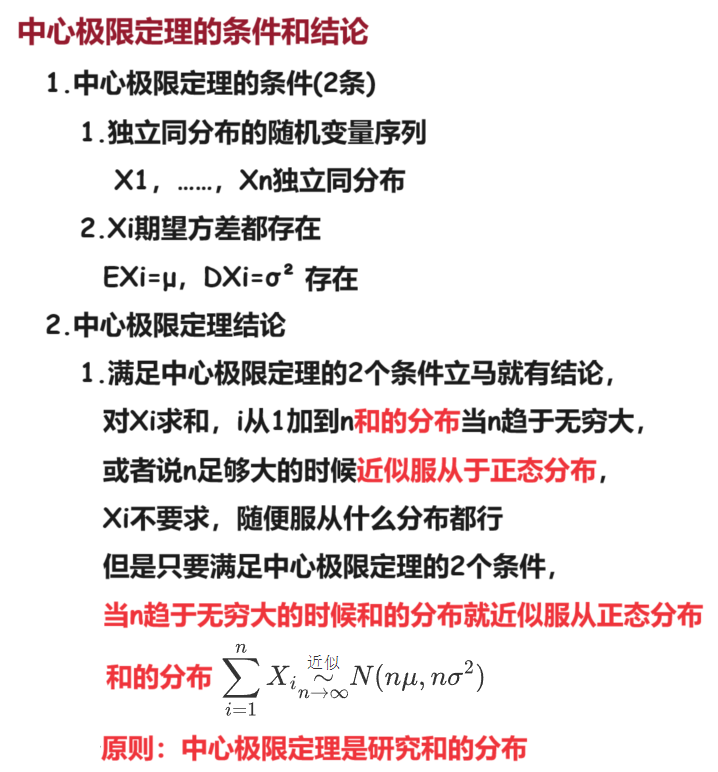 中心极限定理的条件和结论
1.中心极限定理的条件(2条)
1.独立同分布的随机变量序列
X1，……，Xn独立同分布
2.Xi期望方差都存在
EXi=μ，DXi=σ² 存在
2.中心极限定理结论
1.满足中心极限定理的2个条件立马就有结论，
对Xi求和，i从1加到n和的分布当n趋于无穷大，
或者说n足够大的时候近似服从于正态分布，
Xi不要求，随便服从什么分布都行
但是只要满足中心极限定理的2个条件，
当n趋于无穷大的时候和的分布就近似服从正态分布
和的分布 $\sum_{i=1}^{n} X_i \overset{近似}{\underset{n\to\infty}{\sim}} N(n\mu, n\sigma^2)$
原则：中心极限定理是研究和的分布